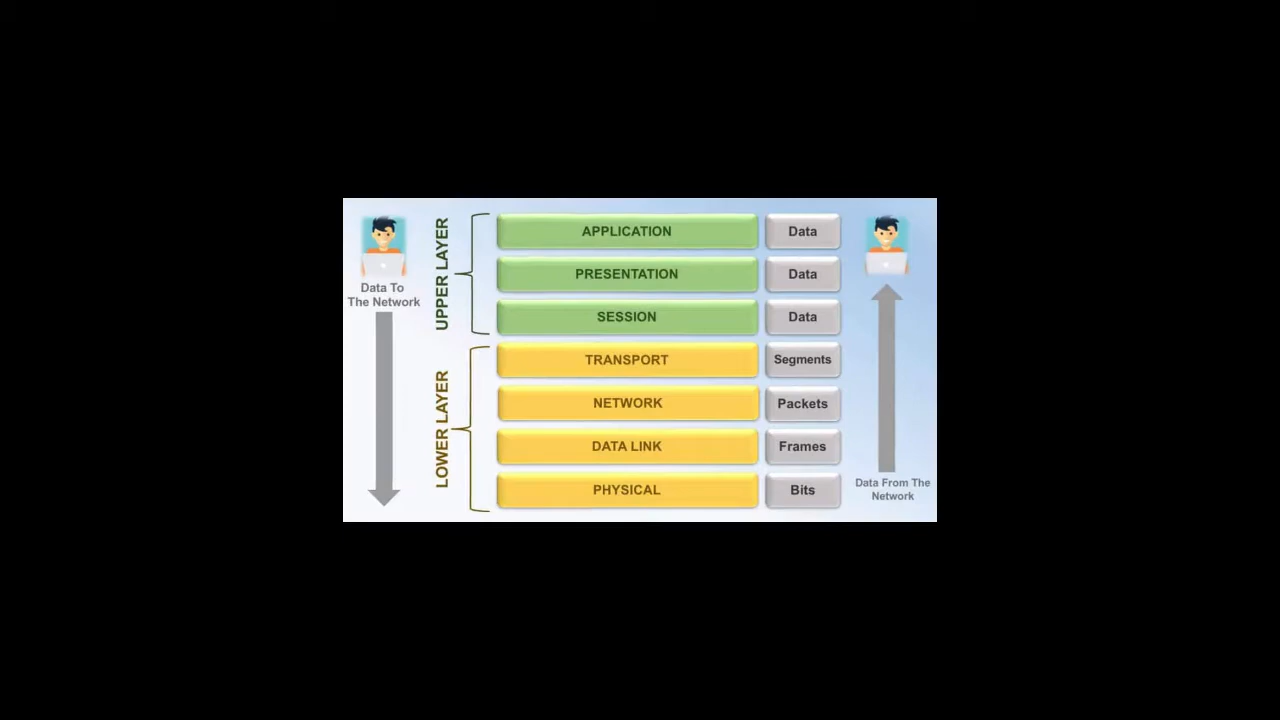 Data To
The Network
UPPER LAYER
APPLICATION
Data
PRESENTATION
Data
SESSION
Data
LOWER LAYER
TRANSPORT
Segments
NETWORK
Packets
DATA LINK
Frames
PHYSICAL
Bits
Data From The
Network